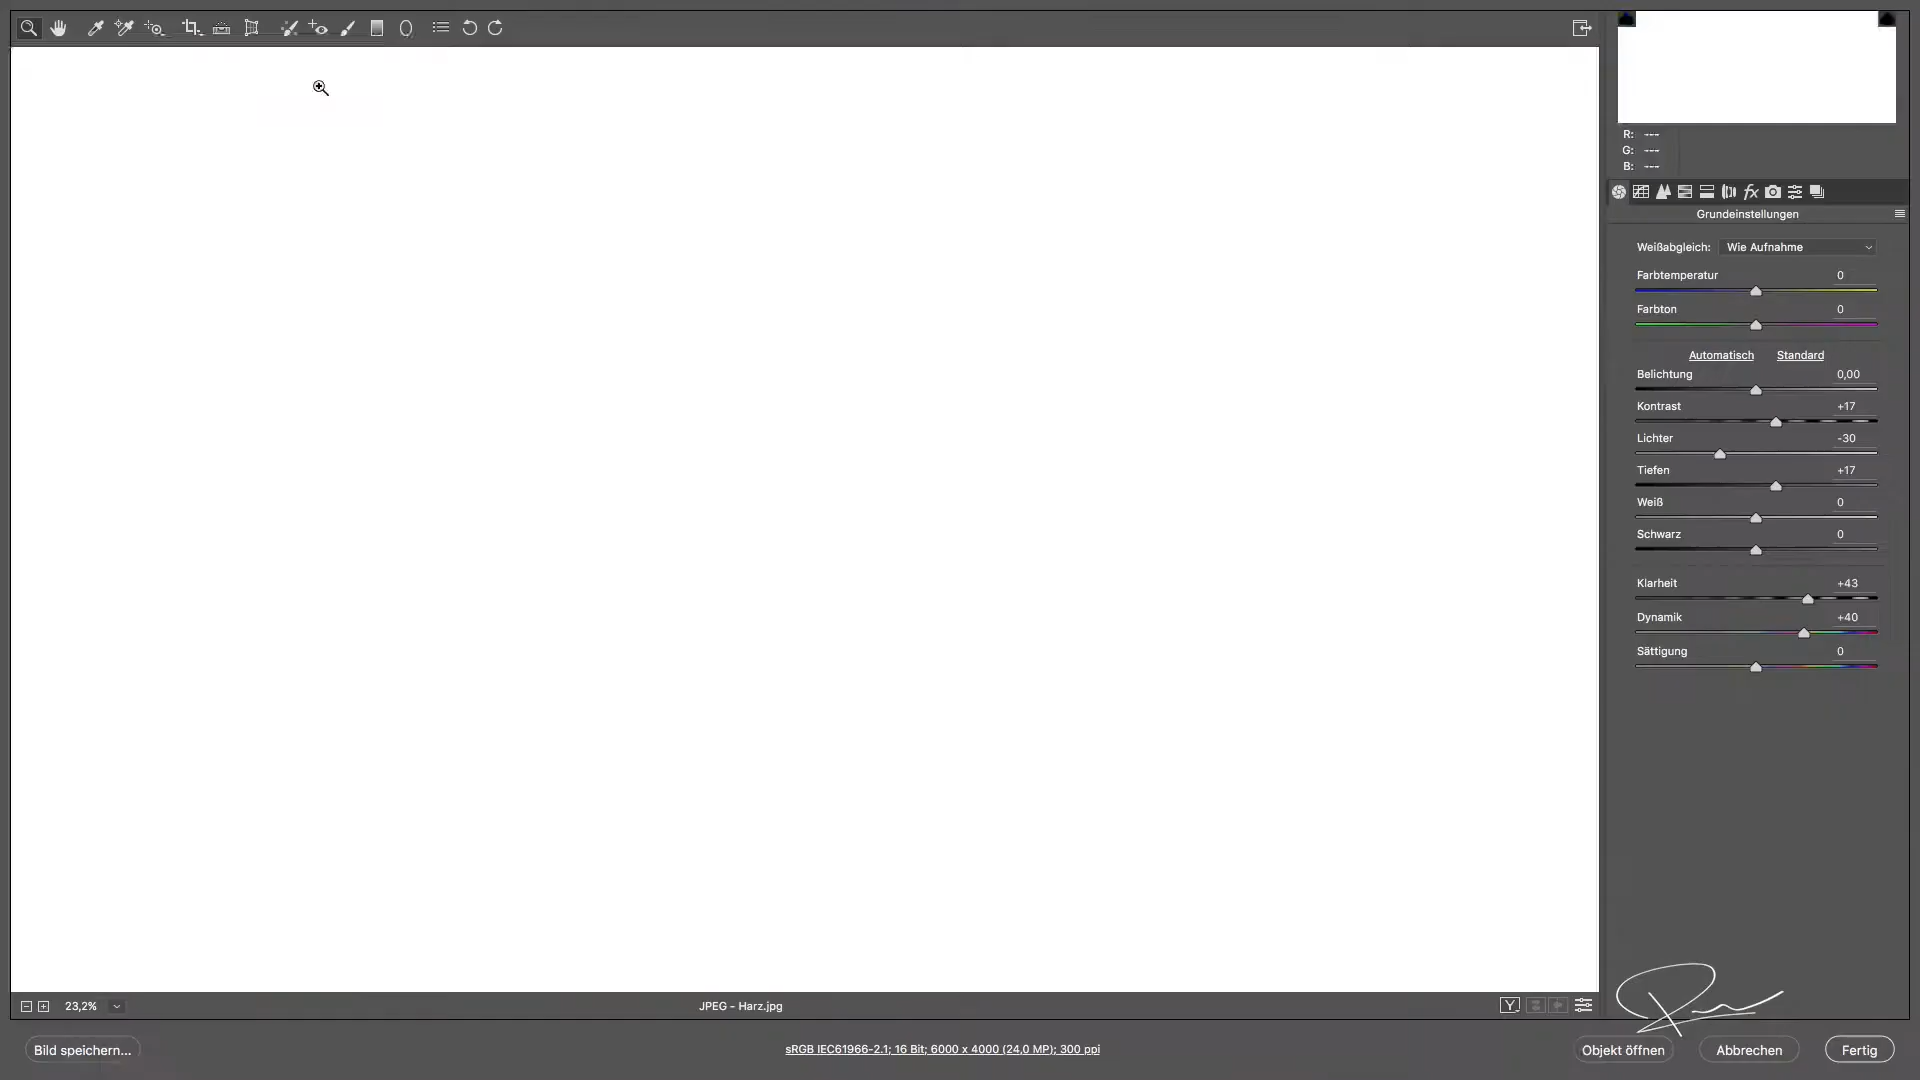 R: ---
G: ---
B: ---
Grundeinstellungen
Weißabgleich: Wie Aufnahme
Farbtemperatur 0
Farbton 0
Automatisch Standard
Belichtung 0,00
Kontrast +17
Lichter -30
Tiefen +17
Weiß 0
Schwarz 0
Klarheit +43
Dynamik +40
Sättigung 0
23,2%
JPEG - Harz.jpg
Y
Bild speichern...
sRGB IEC61966-2.1; 16 Bit; 6000 x 4000 (24,0 MP); 300 ppi
Objekt öffnen
Abbrechen
Fertig